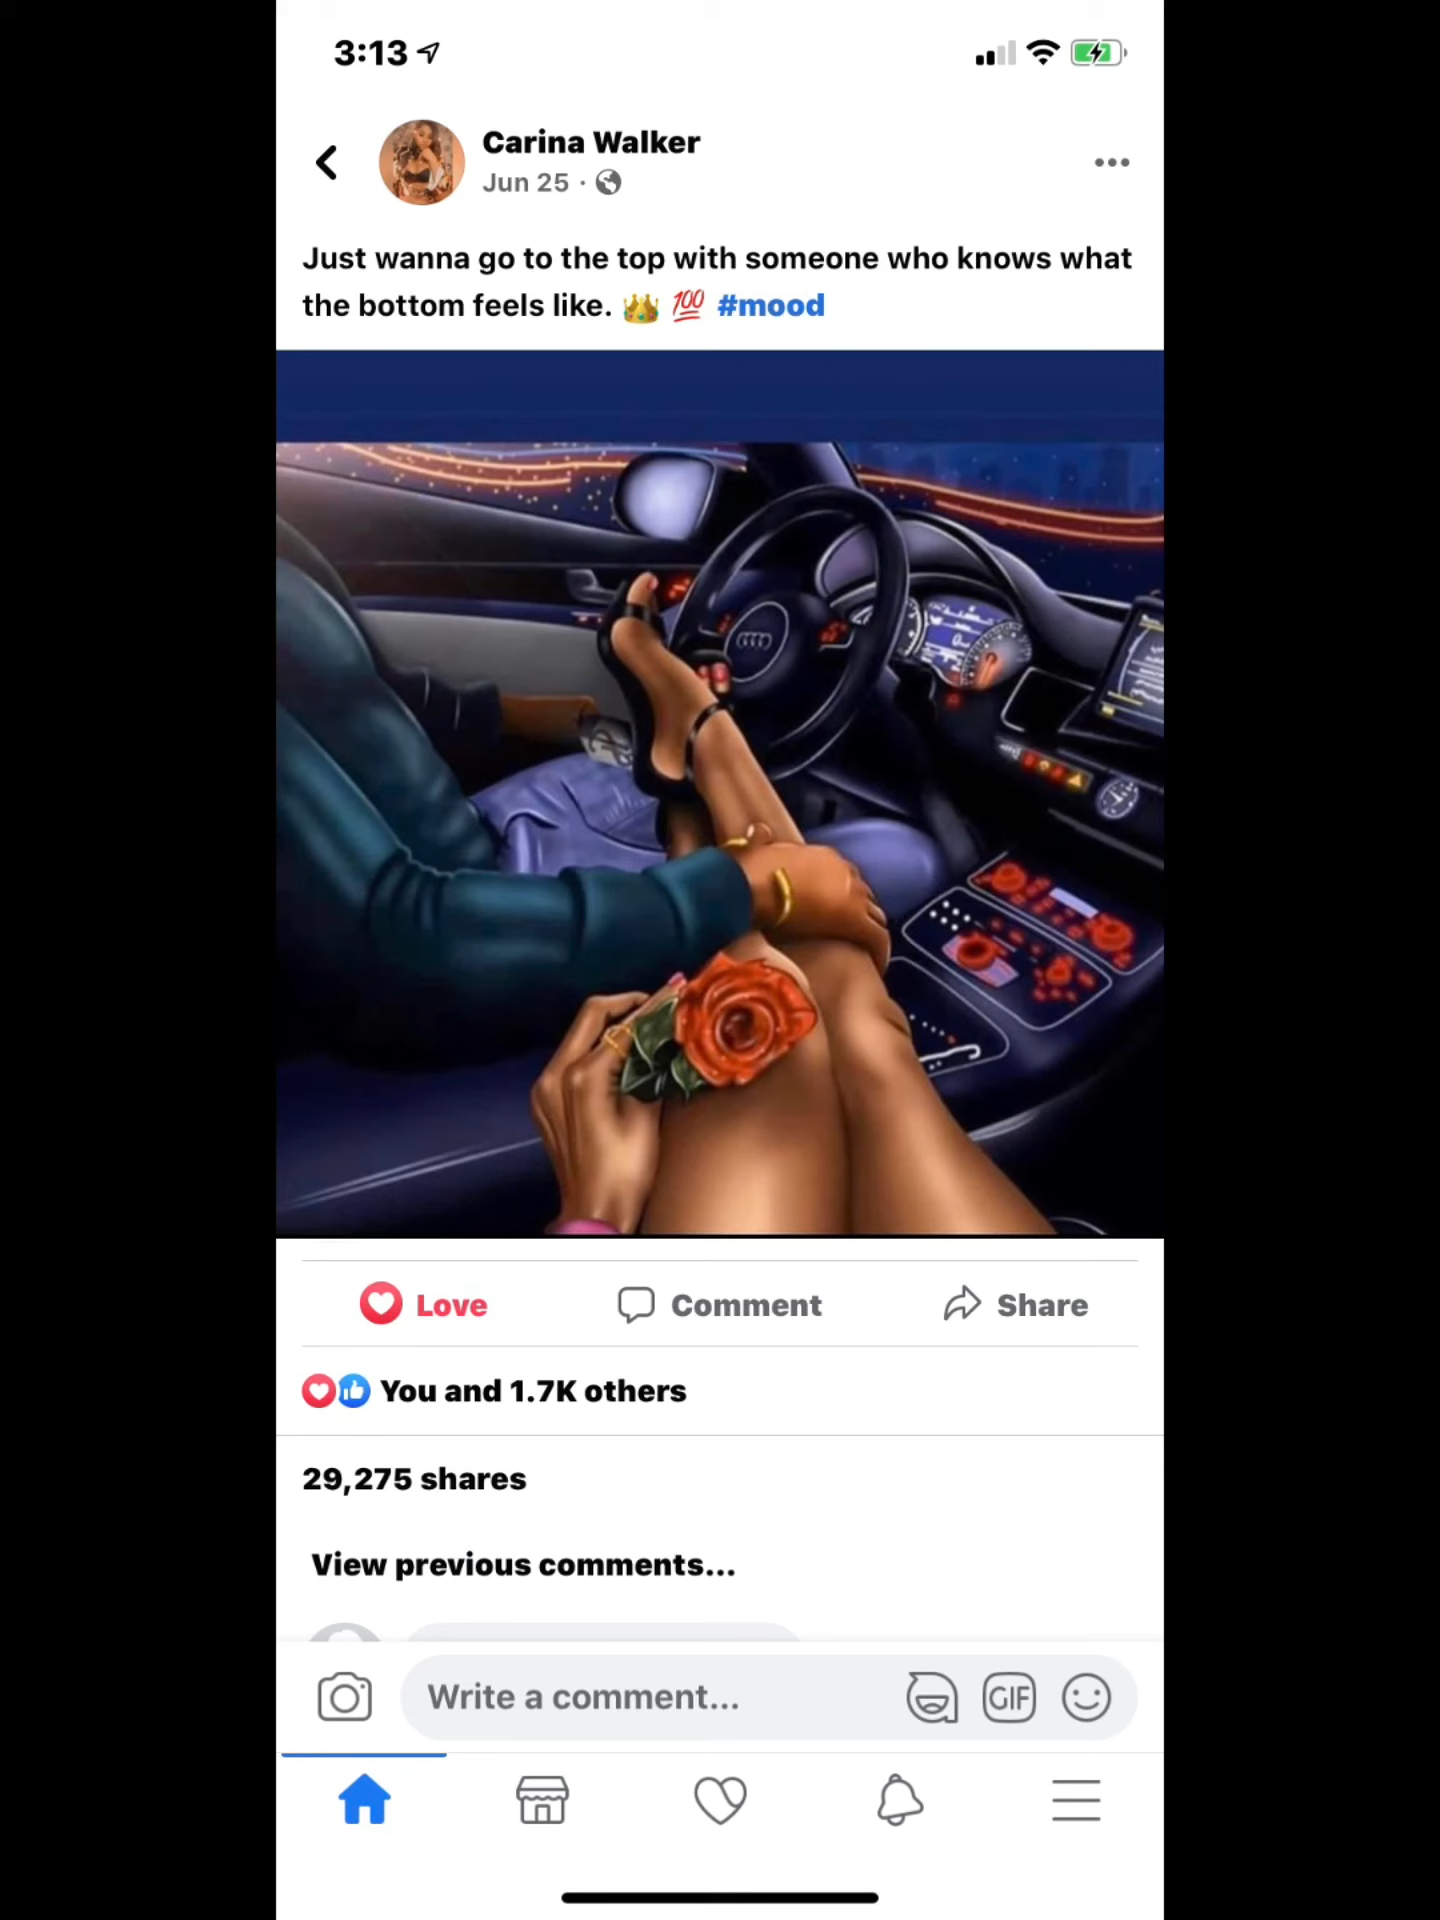 3:13
Carina Walker
Jun 25 ·
Just wanna go to the top with someone who knows what
the bottom feels like. 👑 💯 #mood
Love
Comment
Share
You and 1.7K others
29,275 shares
View previous comments...
Write a comment...
GIF